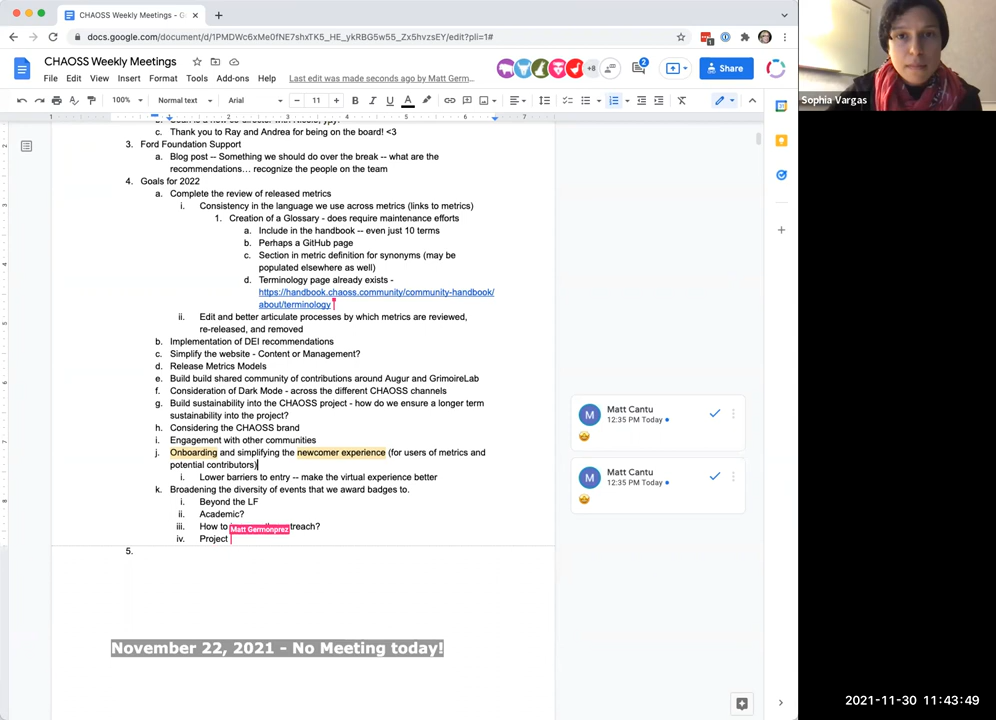 CHAOSS Weekly Meetings - G
docs.google.com/document/d/1PMDWc6xMe0fNE7shxTK5_HE_ykRBG5w55_Zx5hvzsEY/edit?pli=1#
CHAOSS Weekly Meetings
File Edit View Insert Format Tools Add-ons Help Last edit was made seconds ago by Matt Germ...
+8
2
Share
100% Normal text Arial 11
Sophia Vargas
c. Thank you to Ray and Andrea for being on the board! <3
3. Ford Foundation Support
a. Blog post -- Something we should do over the break -- what are the
recommendations... recognize the people on the team
4. Goals for 2022
a. Complete the review of released metrics
i. Consistency in the language we use across metrics (links to metrics)
1. Creation of a Glossary - does require maintenance efforts
a. Include in the handbook -- even just 10 terms
b. Perhaps a GitHub page
c. Section in metric definition for synonyms (may be
populated elsewhere as well)
d. Terminology page already exists -
https://handbook.chaoss.community/community-handbook/
about/terminology
ii. Edit and better articulate processes by which metrics are reviewed,
re-released, and removed
b. Implementation of DEI recommendations
c. Simplify the website - Content or Management?
d. Release Metrics Models
e. Build build shared community of contributions around Augur and GrimoireLab
f. Consideration of Dark Mode - across the different CHAOSS channels
g. Build sustainability into the CHAOSS project - how do we ensure a longer term
sustainability into the project?
h. Considering the CHAOSS brand
i. Engagement with other communities
j. Onboarding and simplifying the newcomer experience (for users of metrics and
potential contributors)
i. Lower barriers to entry -- make the virtual experience better
k. Broadening the diversity of events that we award badges to.
i. Beyond the LF
ii. Academic?
iii. How to treach?
Matt Germonprez
iv. Project
5.
November 22, 2021 - No Meeting today!
M Matt Cantu
12:35 PM Today
M Matt Cantu
12:35 PM Today
2021-11-30 11:43:49